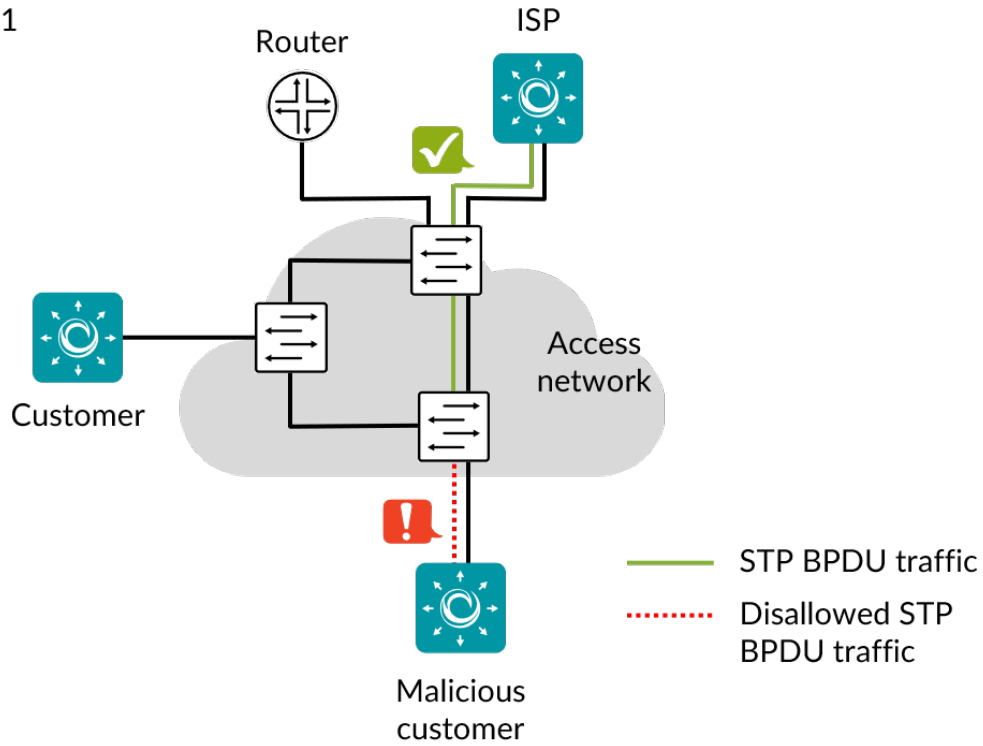 1
ISP
Router
Access
network
Customer
STP BPDU traffic
Disallowed STP
BPDU traffic
Malicious
customer